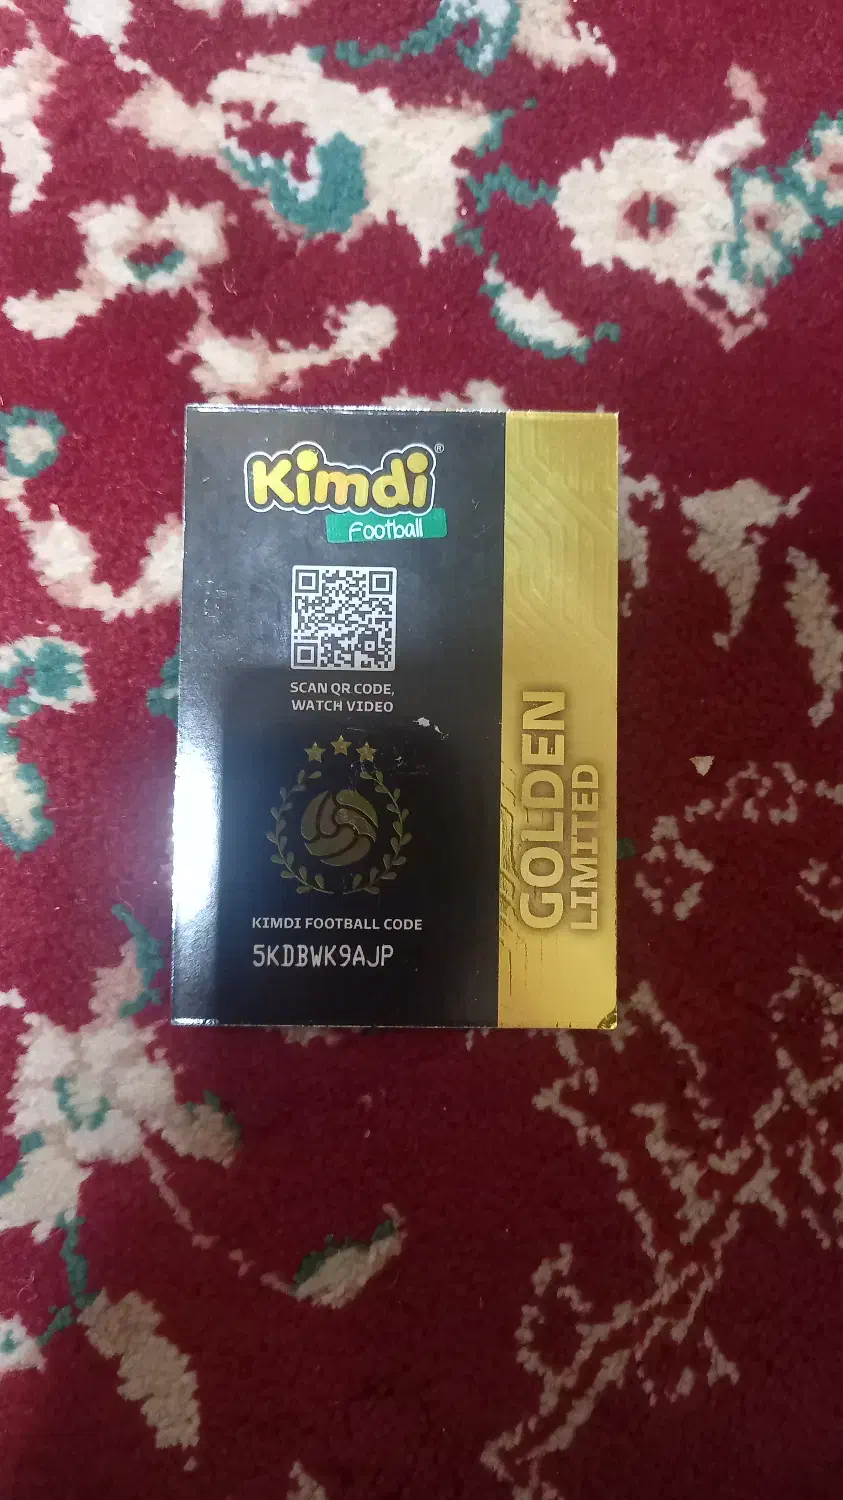 Kimdi®
Football
SCAN QR CODE,
WATCH VIDEO
KIMDI FOOTBALL CODE
5KDBWK9AJP
GOLDEN
LIMITED